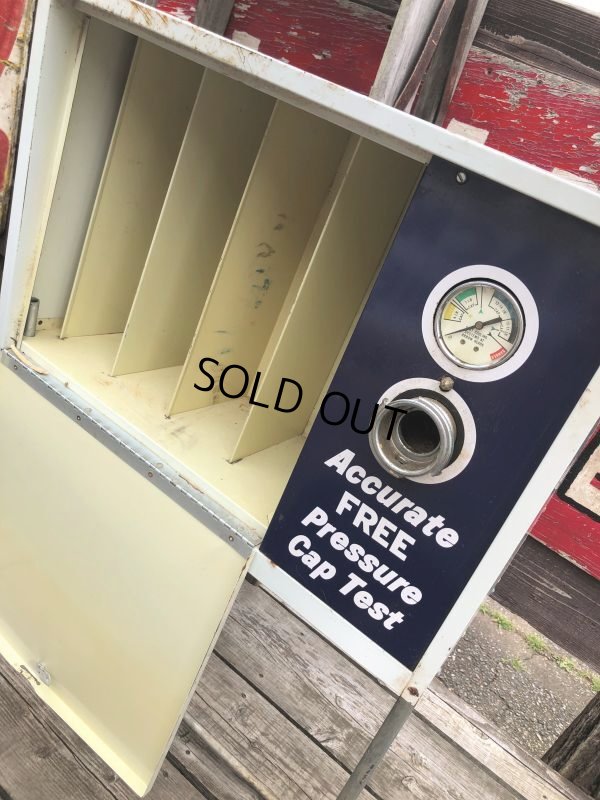 SOLD OUT
Accurate
FREE
Pressure
Cap Test